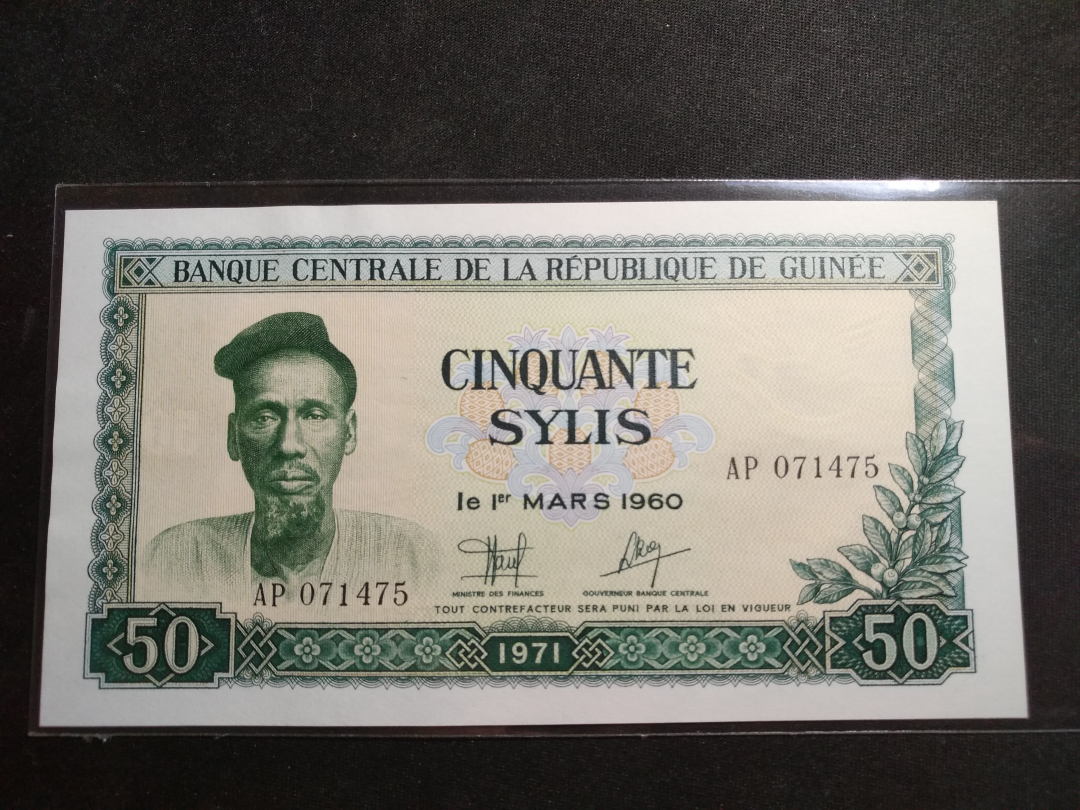 BANQUE CENTRALE DE LA RÉPUBLIQUE DE GUINÉE
CINQUANTE
SYLIS
AP 071475
le 1er MARS 1960
AP 071475
MINISTRE DES FINANCES
GOUVERNEUR BANQUE CENTRALE
TOUT CONTREFACTEUR SERA PUNI PAR LA LOI EN VIGUEUR
50
1971
50